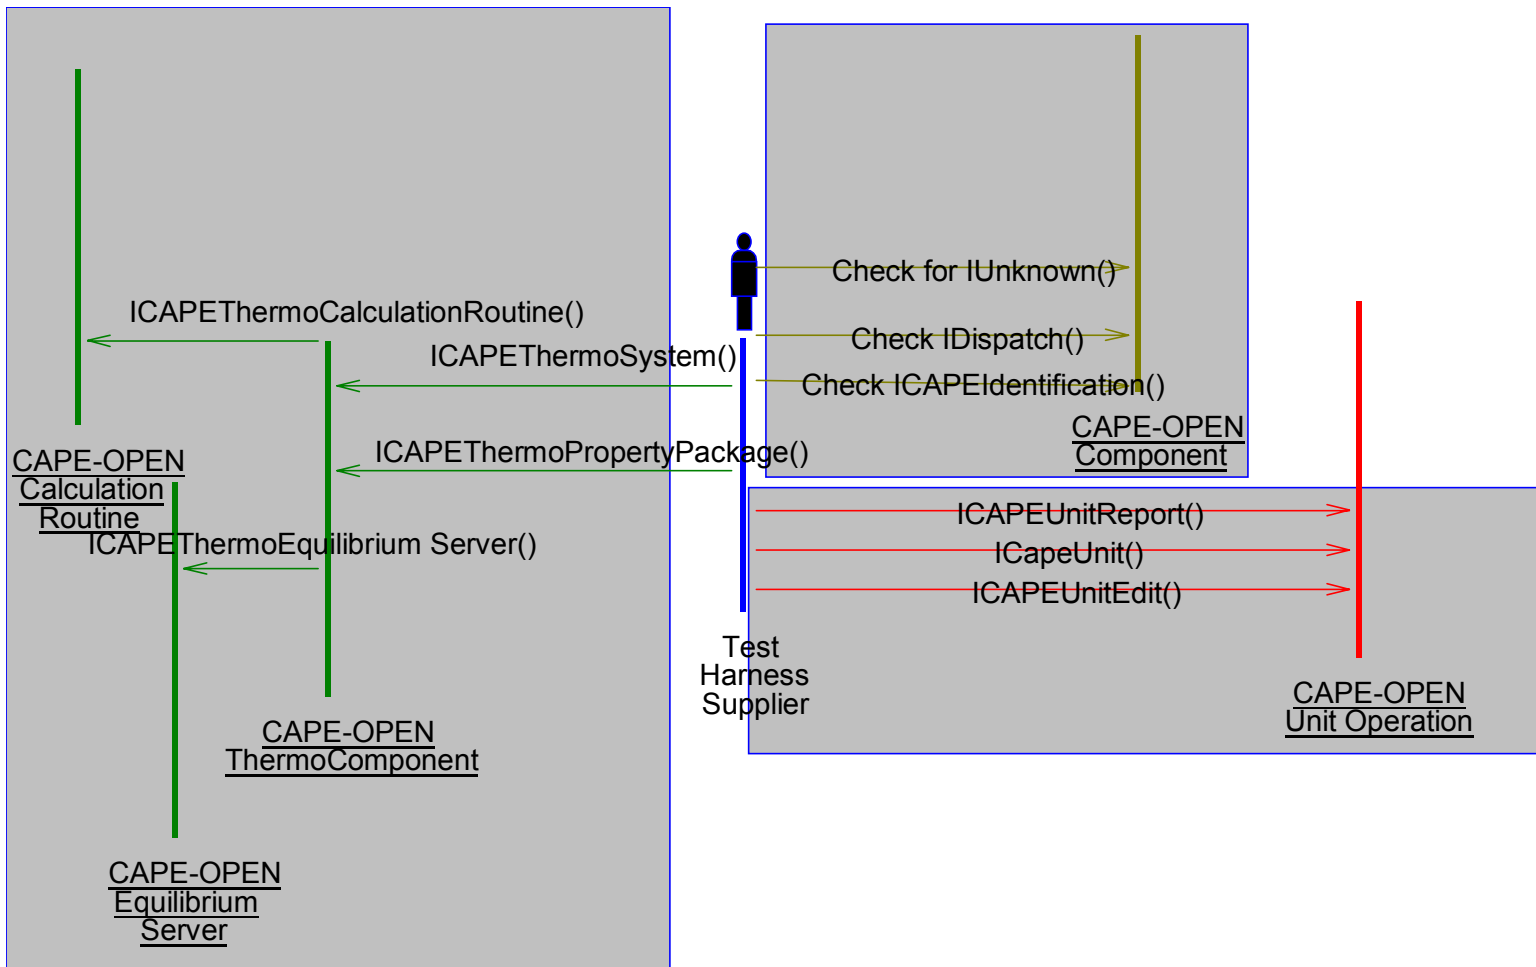 Check for IUnknown()
ICAPEThermoCalculationRoutine()
Check IDispatch()
ICAPEThermoSystem()
Check ICAPEIdentification()
CAPE-OPEN
Component
ICAPEThermoPropertyPackage()
CAPE-OPEN
Calculation
Routine
ICAPEUnitReport()
ICAPEThermoEquilibrium Server()
ICapeUnit()
ICAPEUnitEdit()
Test
Harness
Supplier
CAPE-OPEN
Unit Operation
CAPE-OPEN
ThermoComponent
CAPE-OPEN
Equilibrium
Server